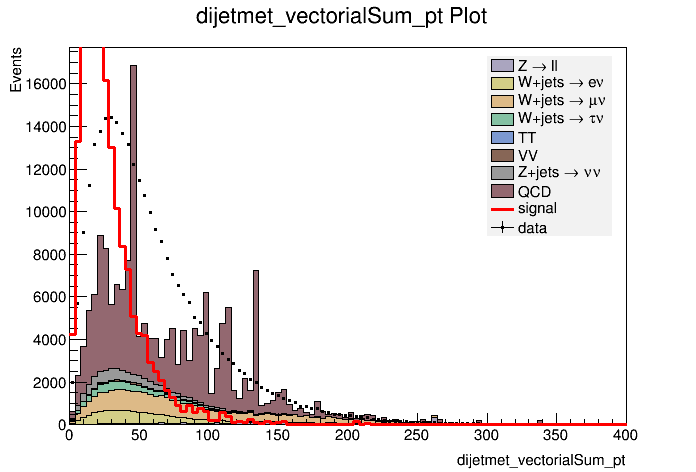 dijetmet_vectorialSum_pt Plot
Events
16000
14000
12000
10000
8000
6000
4000
2000
0
0 50 100 150 200 250 300 350 400
dijetmet_vectorialSum_pt
Z → ll
W+jets → eν
W+jets → μν
W+jets → τν
TT
VV
Z+jets → νν
QCD
signal
data